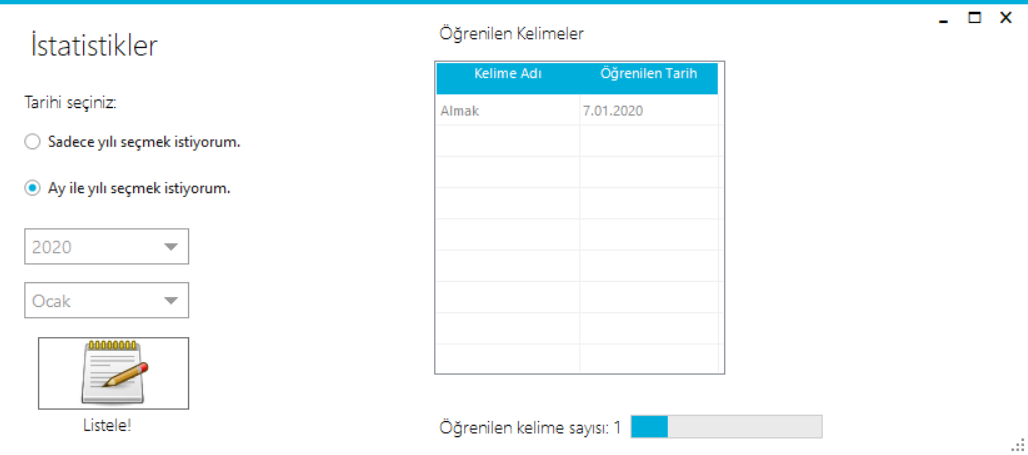 İstatistikler
Tarihi seçiniz:
Sadece yılı seçmek istiyorum.
Ay ile yılı seçmek istiyorum.
2020
Ocak
Listele!
Öğrenilen Kelimeler
Kelime Adı Öğrenilen Tarih
Almak 7.01.2020
Öğrenilen kelime sayısı: 1